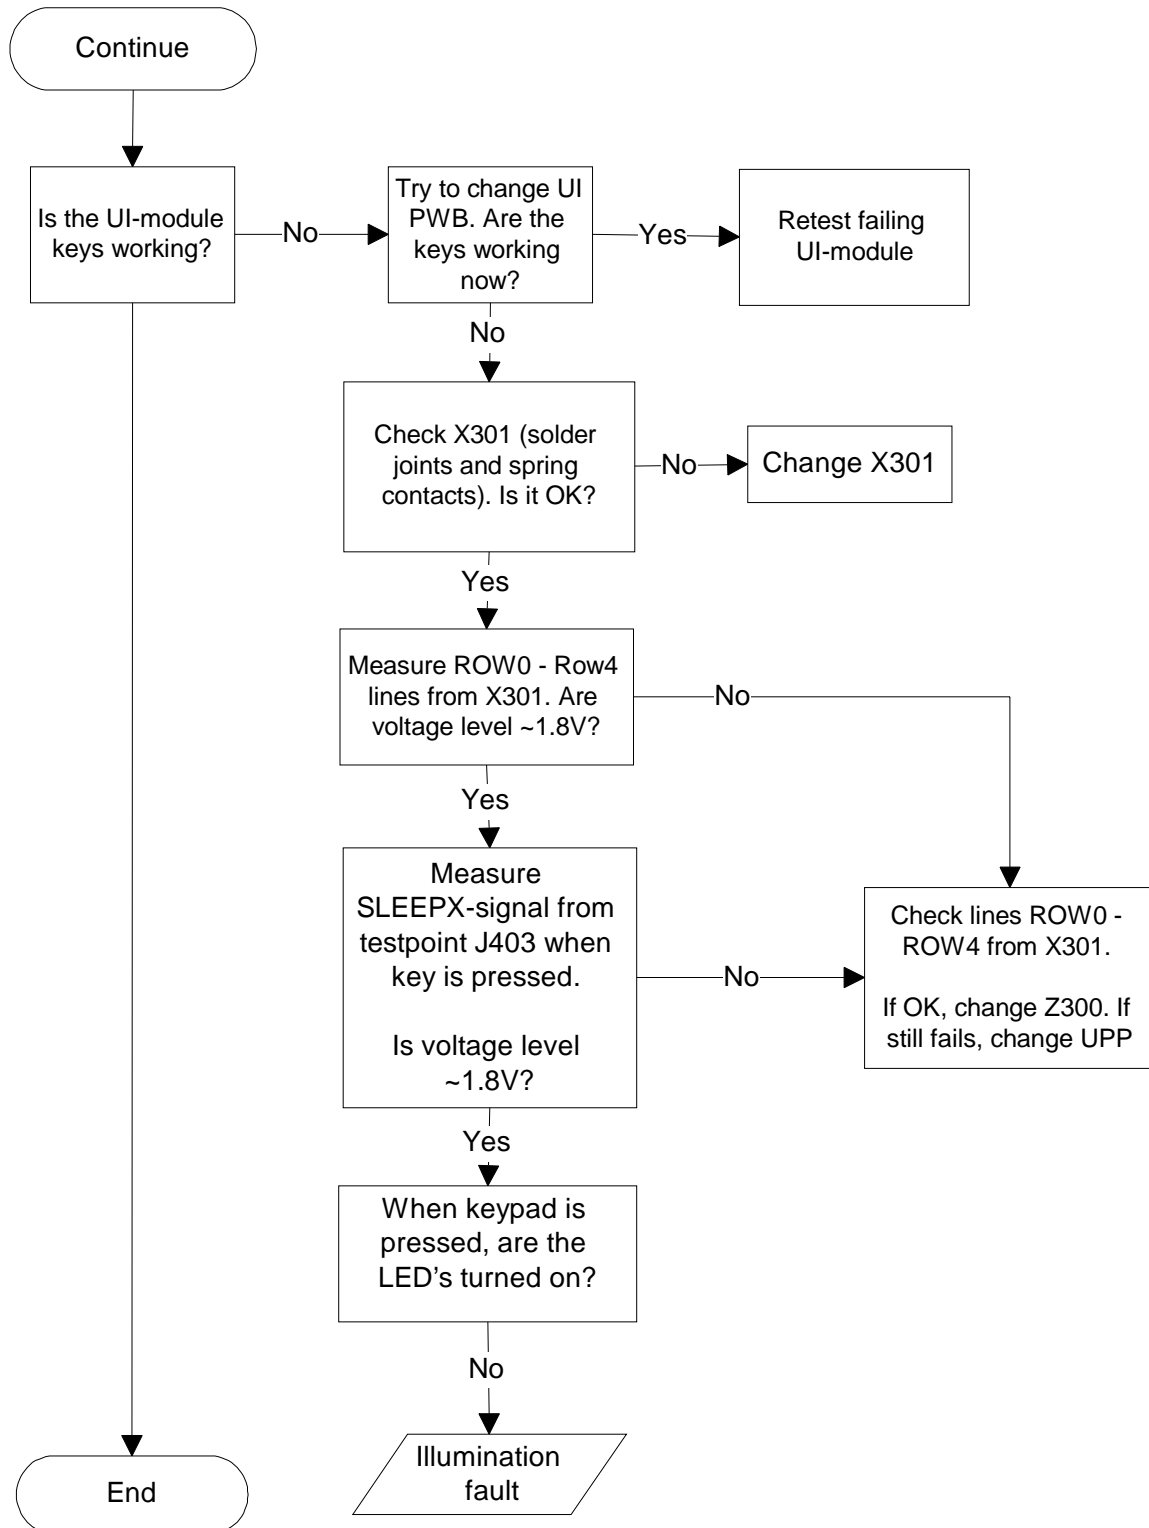 Continue
Is the UI-module
keys working?
No
Try to change UI
PWB. Are the
keys working
now?
Yes
Retest failing
UI-module
No
Check X301 (solder
joints and spring
contacts). Is it OK?
No
Change X301
Yes
Measure ROW0 - Row4
lines from X301. Are
voltage level ~1.8V?
No
Yes
Measure
SLEEPX-signal from
testpoint J403 when
key is pressed.
Is voltage level
~1.8V?
No
Check lines ROW0 -
ROW4 from X301.
If OK, change Z300. If
still fails, change UPP
Yes
When keypad is
pressed, are the
LED's turned on?
No
Illumination
fault
End